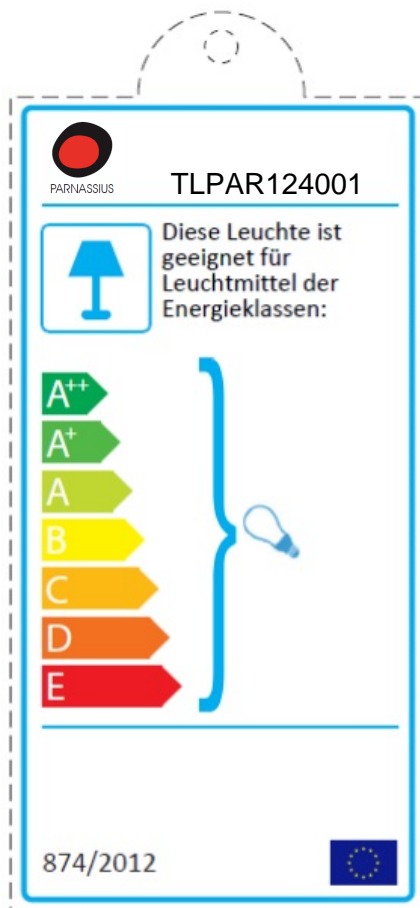 PARNASSIUS
TLPAR124001
Diese Leuchte ist
geeignet für
Leuchtmittel der
Energieklassen:
A++
A+
A
B
C
D
E
874/2012